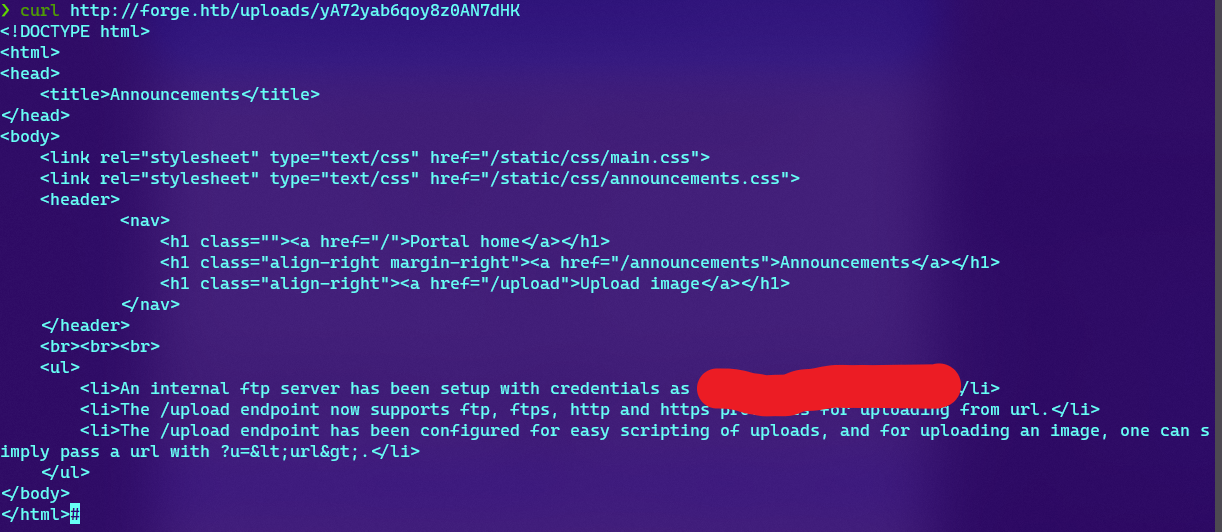 ❯ curl http://forge.htb/uploads/yA72yab6qoy8z0AN7dHK
<!DOCTYPE html>
<html>
<head>
    <title>Announcements</title>
</head>
<body>
    <link rel="stylesheet" type="text/css" href="/static/css/main.css">
    <link rel="stylesheet" type="text/css" href="/static/css/announcements.css">
    <header>
            <nav>
                <h1 class=""><a href="/">Portal home</a></h1>
                <h1 class="align-right margin-right"><a href="/announcements">Announcements</a></h1>
                <h1 class="align-right"><a href="/upload">Upload image</a></h1>
            </nav>
    </header>
    <br><br><br>
    <ul>
        <li>An internal ftp server has been setup with credentials as /li>
        <li>The /upload endpoint now supports ftp, ftps, http and https for uploading from url.</li>
        <li>The /upload endpoint has been configured for easy scripting of uploads, and for uploading an image, one can s
imply pass a url with ?u=&lt;url&gt;.</li>
    </ul>
</body>
</html>#